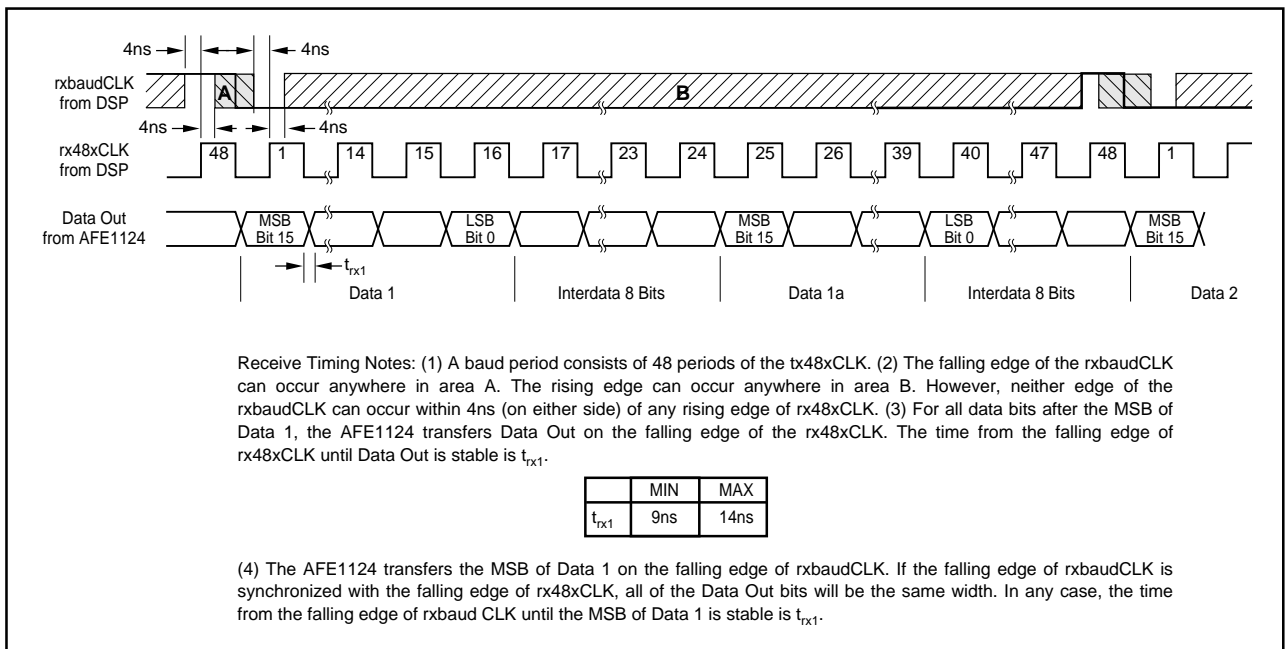 4ns 4ns
rxbaudCLK
from DSP
A B
4ns 4ns
rx48xCLK
from DSP
48 1 14 15 16 17 23 24 25 26 39 40 47 48 1
Data Out
from AFE1124
MSB
Bit 15
LSB
Bit 0
MSB
Bit 15
LSB
Bit 0
MSB
Bit 15
trx1
Data 1 Interdata 8 Bits Data 1a Interdata 8 Bits Data 2
Receive Timing Notes: (1) A baud period consists of 48 periods of the tx48xCLK. (2) The falling edge of the rxbaudCLK
can occur anywhere in area A. The rising edge can occur anywhere in area B. However, neither edge of the
rxbaudCLK can occur within 4ns (on either side) of any rising edge of rx48xCLK. (3) For all data bits after the MSB of
Data 1, the AFE1124 transfers Data Out on the falling edge of the rx48xCLK. The time from the falling edge of
rx48xCLK until Data Out is stable is trx1.
MIN MAX
trx1 9ns 14ns
(4) The AFE1124 transfers the MSB of Data 1 on the falling edge of rxbaudCLK. If the falling edge of rxbaudCLK is
synchronized with the falling edge of rx48xCLK, all of the Data Out bits will be the same width. In any case, the time
from the falling edge of rxbaud CLK until the MSB of Data 1 is stable is trx1.